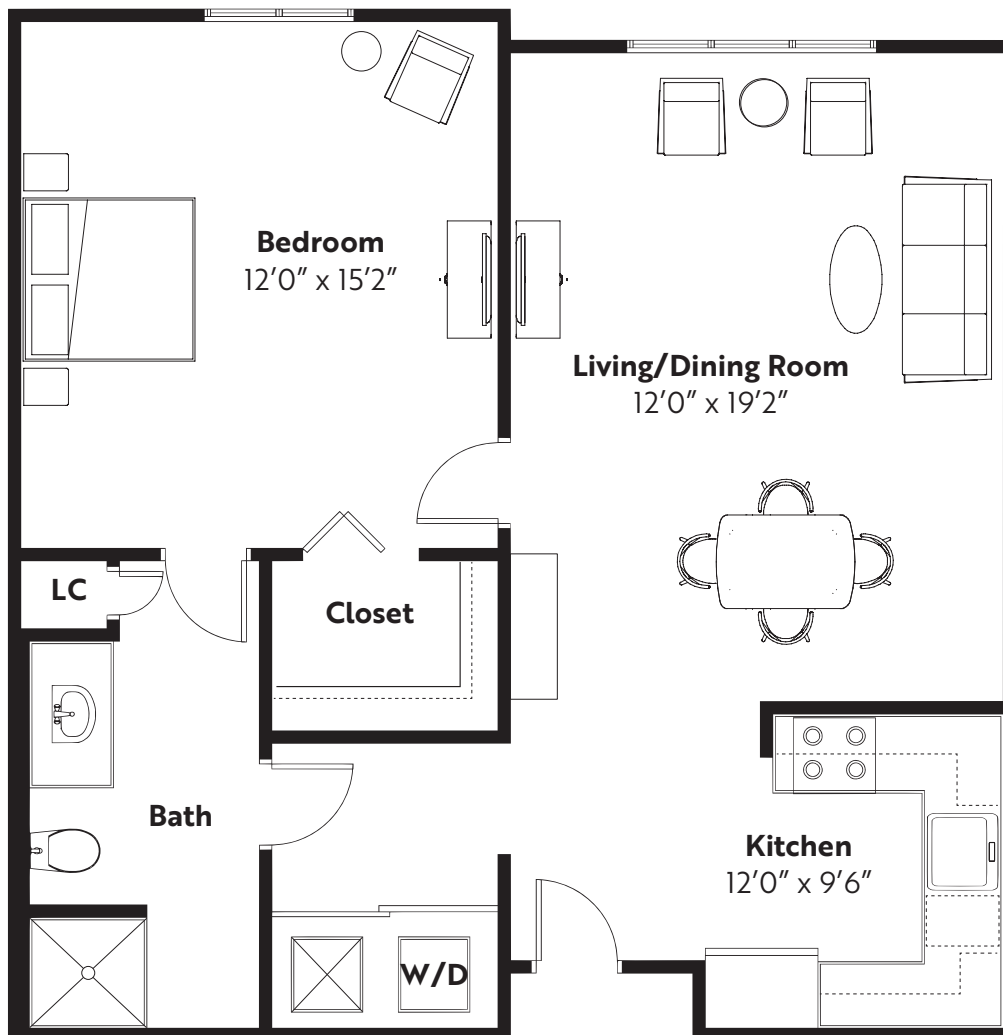 Bedroom
12’0” x 15’2”
Living/Dining Room
12’0” x 19’2”
LC
Closet
Bath
Kitchen
12’0” x 9’6”
W/D